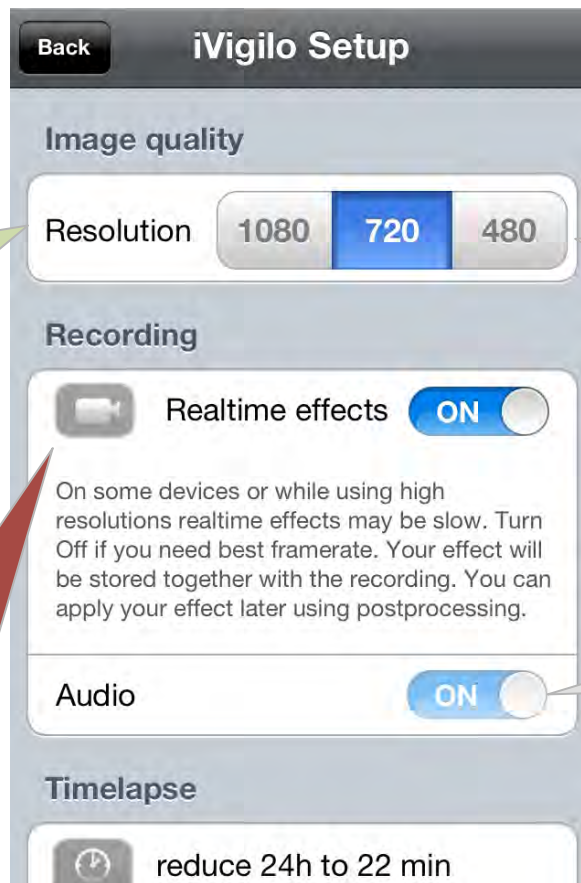 Back
iVigilo Setup
Image quality
Resolution 1080 720 480
Recording
Realtime effects ON
On some devices or while using high
resolutions realtime effects may be slow. Turn
Off if you need best framerate. Your effect will
be stored together with the recording. You can
apply your effect later using postprocessing.
Audio ON
Timelapse
reduce 24h to 22 min